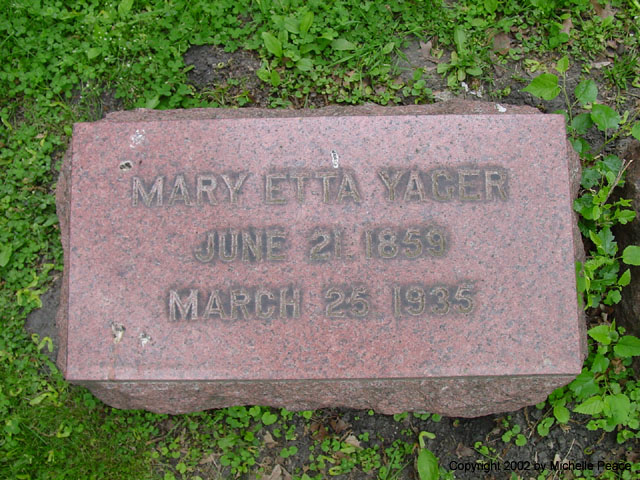 MARY ETTA YAGER
JUNE 21. 1859
MARCH 25. 1935
Copyright 2002 by Michelle Peace